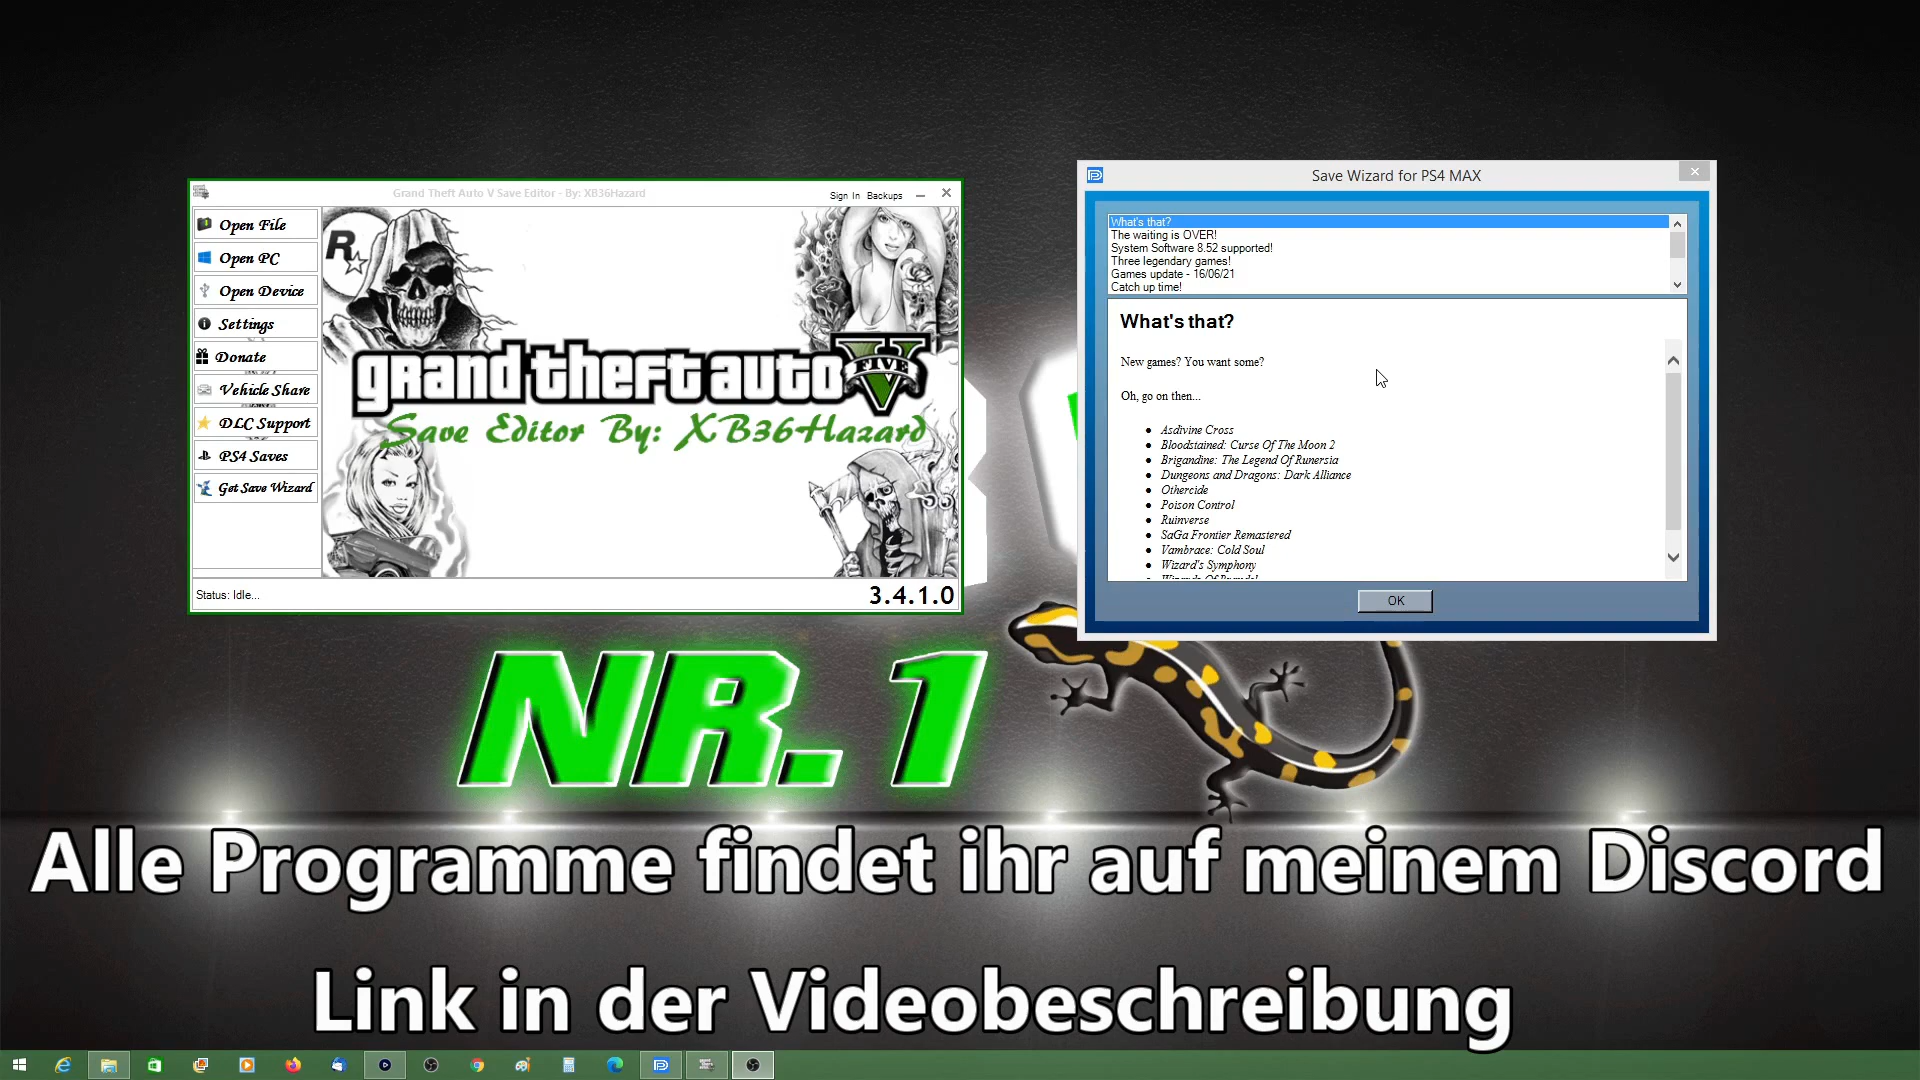 Grand Theft Auto V Save Editor - By: XB36Hazard
Sign In Backups
Open File
Open PC
Open Device
Settings
Donate
Vehicle Share
DLC Support
PS4 Saves
Get Save Wizard
R
grand theft auto
V
FIVE
Save Editor By: XB36Hazard
Status: Idle...
3.4.1.0
Save Wizard for PS4 MAX
What's that?
The waiting is OVER!
System Software 8.52 supported!
Three legendary games!
Games update - 16/06/21
Catch up time!
What's that?
New games? You want some?
Oh, go on then...
Asdivine Cross
Bloodstained: Curse Of The Moon 2
Brigandine: The Legend Of Runersia
Dungeons and Dragons: Dark Alliance
Othercide
Poison Control
Ruinverse
SaGa Frontier Remastered
Vambrace: Cold Soul
Wizard's Symphony
OK
NR.1
Alle Programme findet ihr auf meinem Discord
Link in der Videobeschreibung